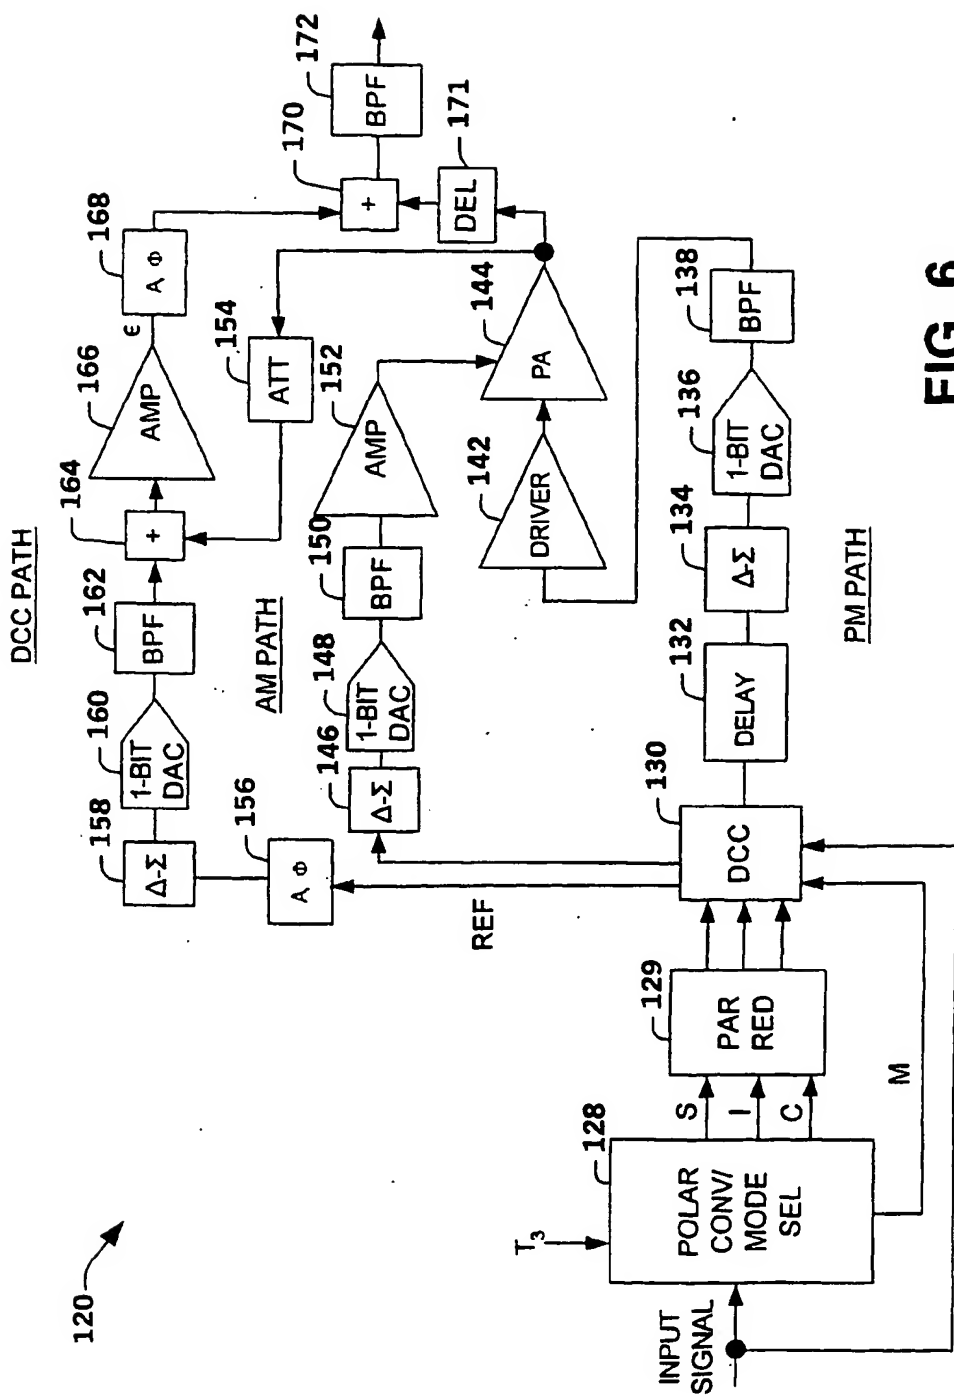 120
DCC PATH
158
Δ-Σ
160
1-BIT
DAC
162
BPF
164
+
166
AMP
ϵ
168
A, Φ
170
+
172
BPF
156
A, Φ
REF
AM PATH
146
Δ-Σ
148
1-BIT
DAC
150
BPF
152
AMP
154
ATT
171
DEL
142
DRIVER
144
PA
INPUT
SIGNAL
T3
128
POLAR
CONV/
MODE
SEL
S
I
C
M
129
PAR
RED
130
DCC
132
DELAY
134
Δ-Σ
136
1-BIT
DAC
138
BPF
PM PATH
FIG. 6